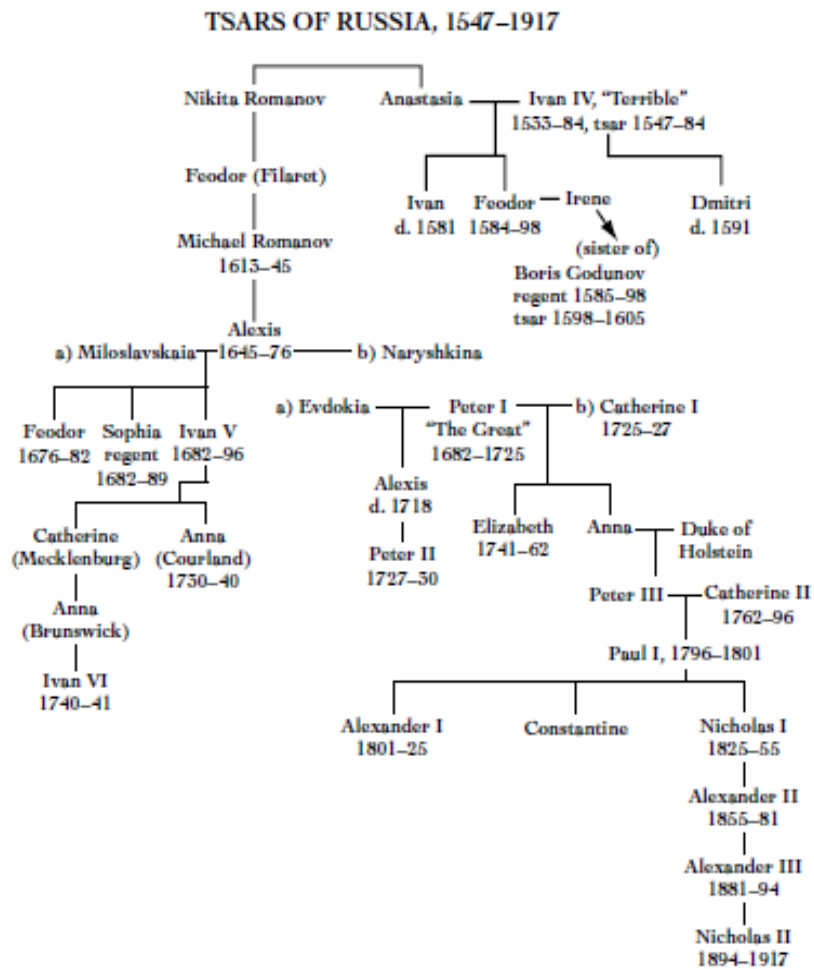 TSARS OF RUSSIA, 1547–1917
Nikita Romanov
Anastasia
Ivan IV, “Terrible”
1533–84, tsar 1547–84
Feodor (Filaret)
Ivan
d. 1581
Feodor
1584–98
Irene
Dmitri
d. 1591
(sister of)
Boris Godunov
regent 1585–98
tsar 1598–1605
Michael Romanov
1613–45
Alexis
a) Miloslavskaia
1645–76
b) Naryshkina
Feodor
1676–82
Sophia
regent
1682–89
Ivan V
1682–96
a) Evdokia
Peter I
“The Great”
1682–1725
b) Catherine I
1725–27
Alexis
d. 1718
Peter II
1727–30
Elizabeth
1741–62
Anna
Duke of
Holstein
Catherine
(Mecklenburg)
Anna
(Courland)
1730–40
Anna
(Brunswick)
Ivan VI
1740–41
Peter III
Catherine II
1762–96
Paul I, 1796–1801
Alexander I
1801–25
Constantine
Nicholas I
1825–55
Alexander II
1855–81
Alexander III
1881–94
Nicholas II
1894–1917